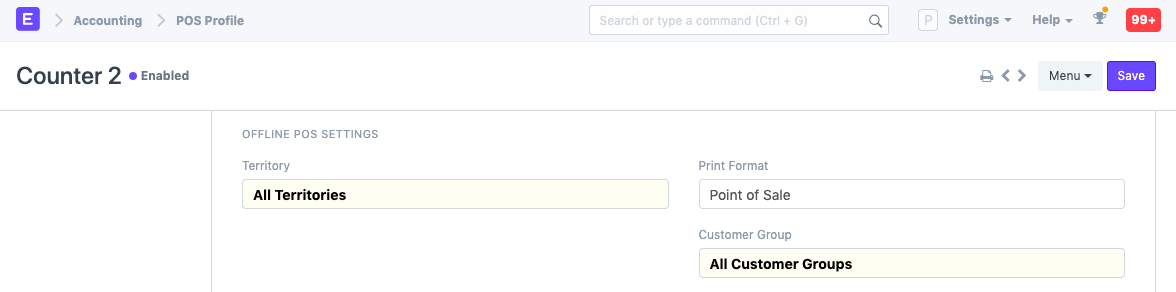 E Accounting POS Profile Search or type a command (Ctrl + G) P Settings Help 99+
Counter 2 Enabled Menu Save
OFFLINE POS SETTINGS
Territory Print Format
All Territories Point of Sale
Customer Group
All Customer Groups